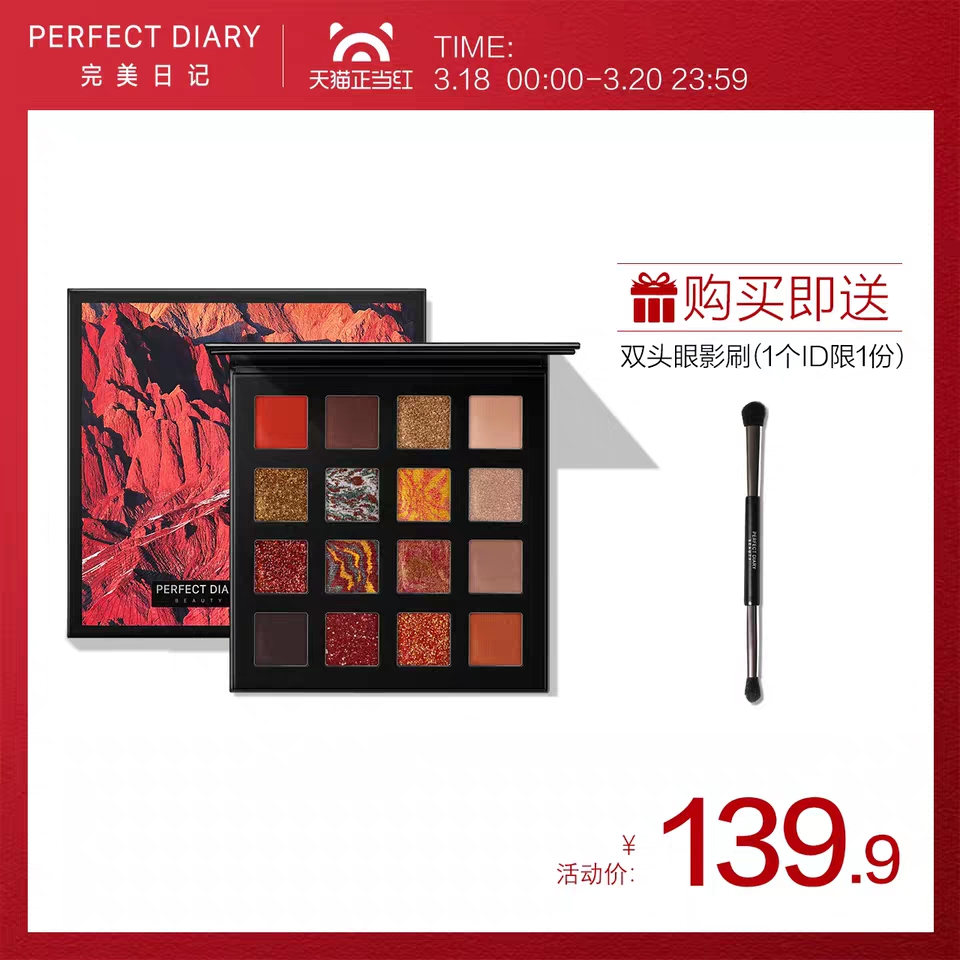 PERFECT DIARY
完美日记
天猫正当红
TIME:
3.18 00:00-3.20 23:59
购买即送
双头眼影刷(1个ID限1份)
PERFECT DIA
BEAUTY
PERFECT DIARY
¥
活动价:
139.9